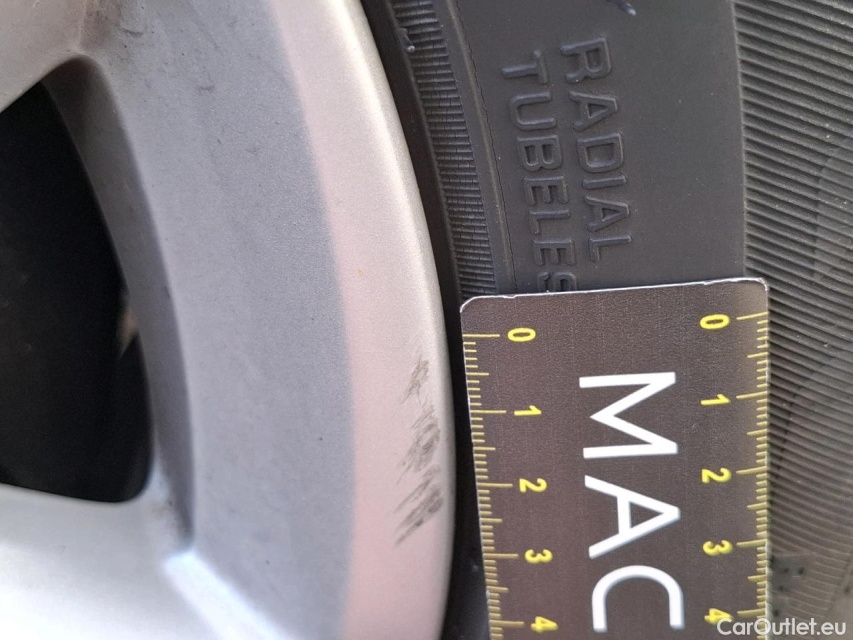 RADIAL
TUBELES
0 1 2 3 4
MAC
0 1 2 3 4
CarOutlet.eu